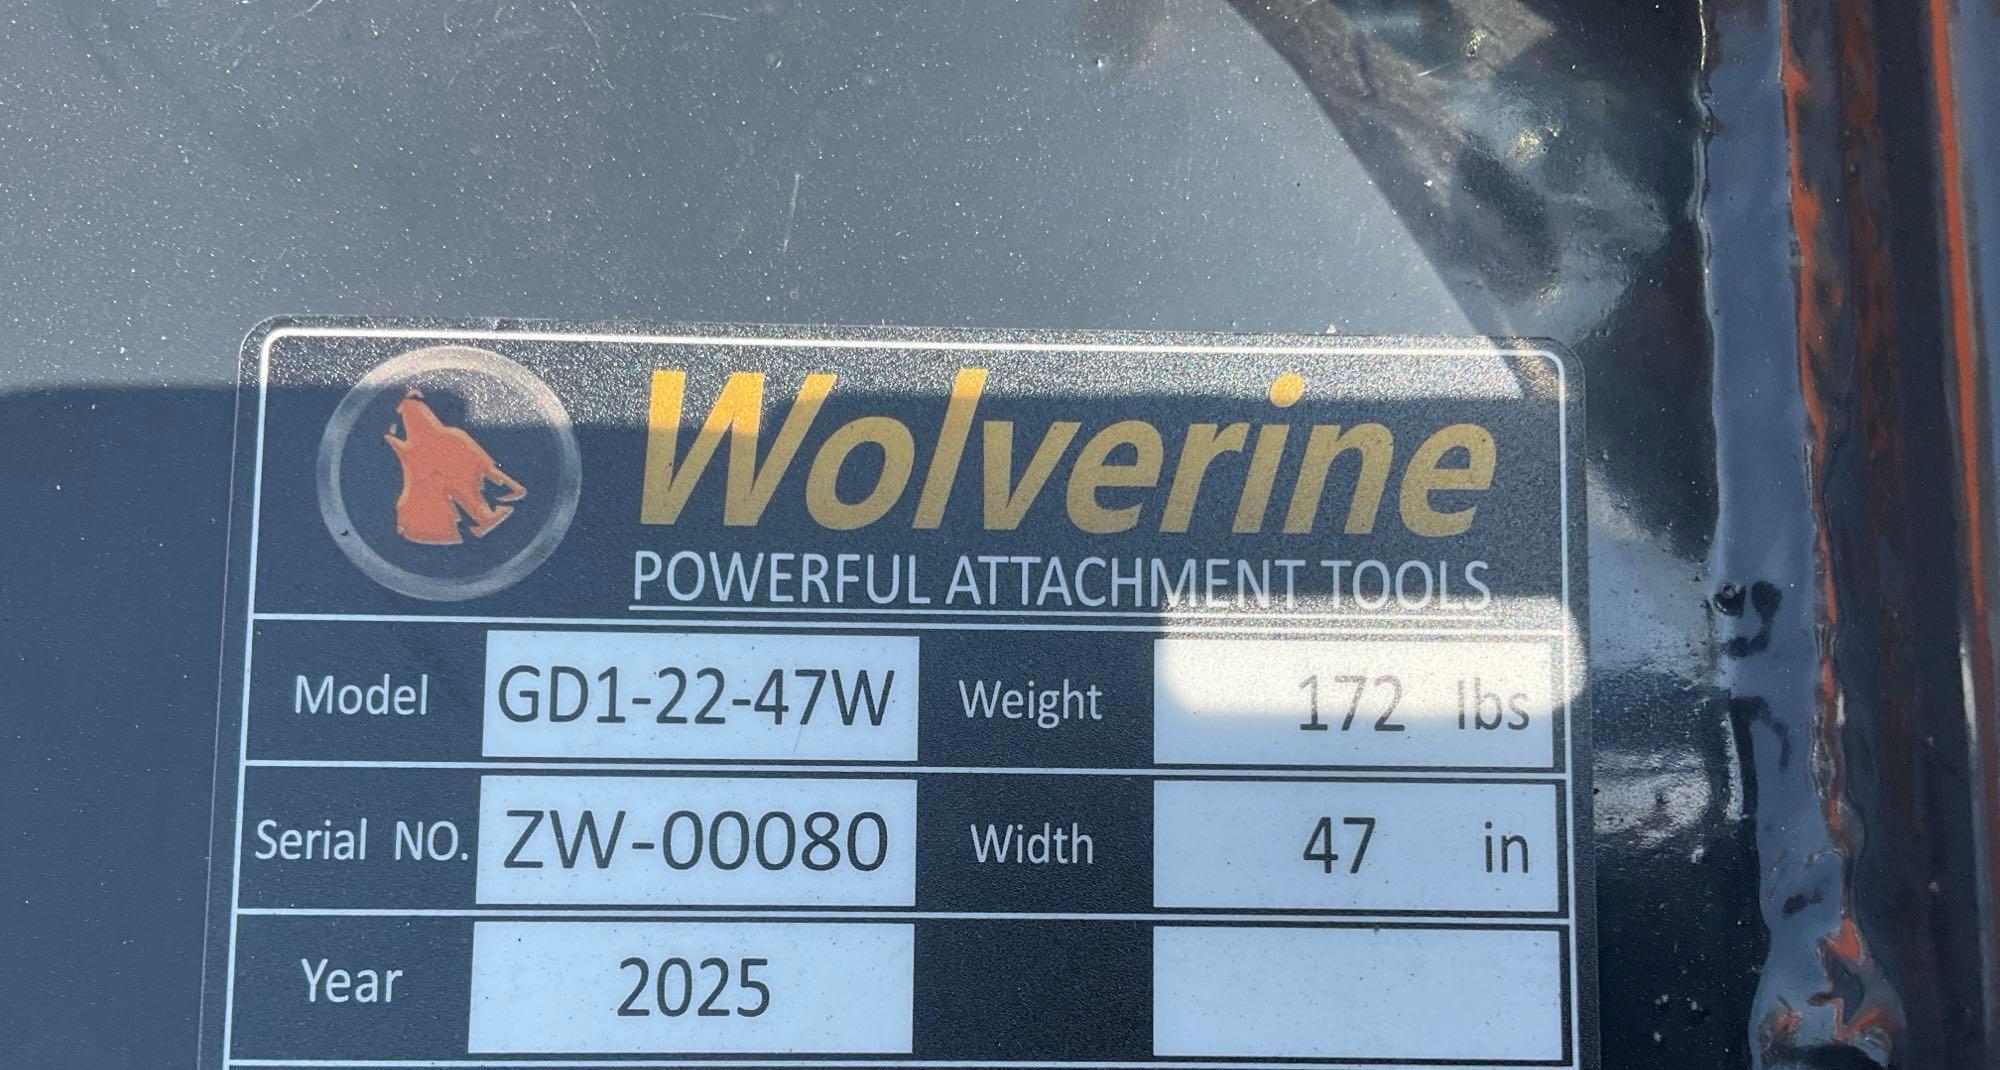 Wolverine
POWERFUL ATTACHMENT TOOLS
Model GD1-22-47W Weight 172 lbs
Serial NO. ZW-00080 Width 47 in
Year 2025